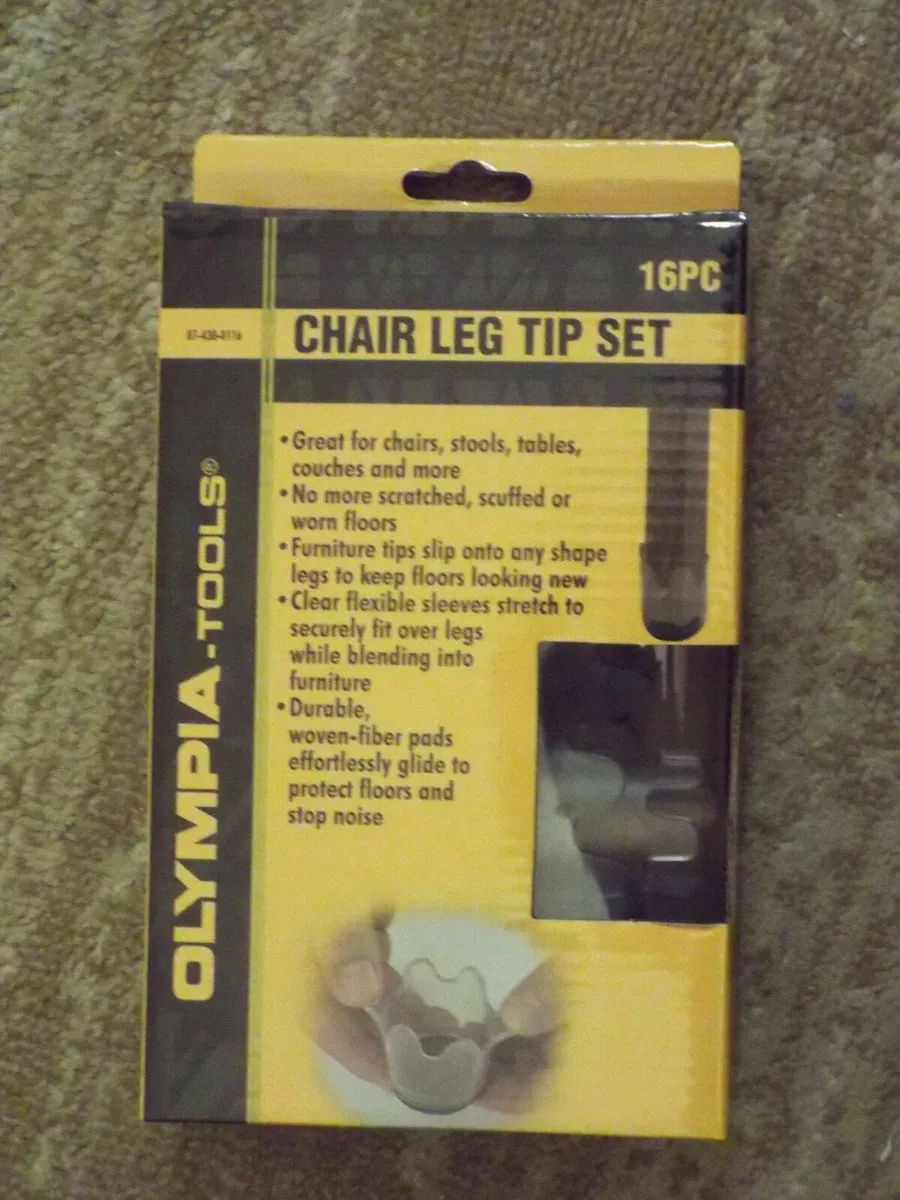 16PC
87-430-0116
CHAIR LEG TIP SET
OLYMPIA-TOOLS®
•Great for chairs, stools, tables,
couches and more
•No more scratched, scuffed or
worn floors
•Furniture tips slip onto any shape
legs to keep floors looking new
•Clear flexible sleeves stretch to
securely fit over legs
while blending into
furniture
•Durable,
woven-fiber pads
effortlessly glide to
protect floors and
stop noise